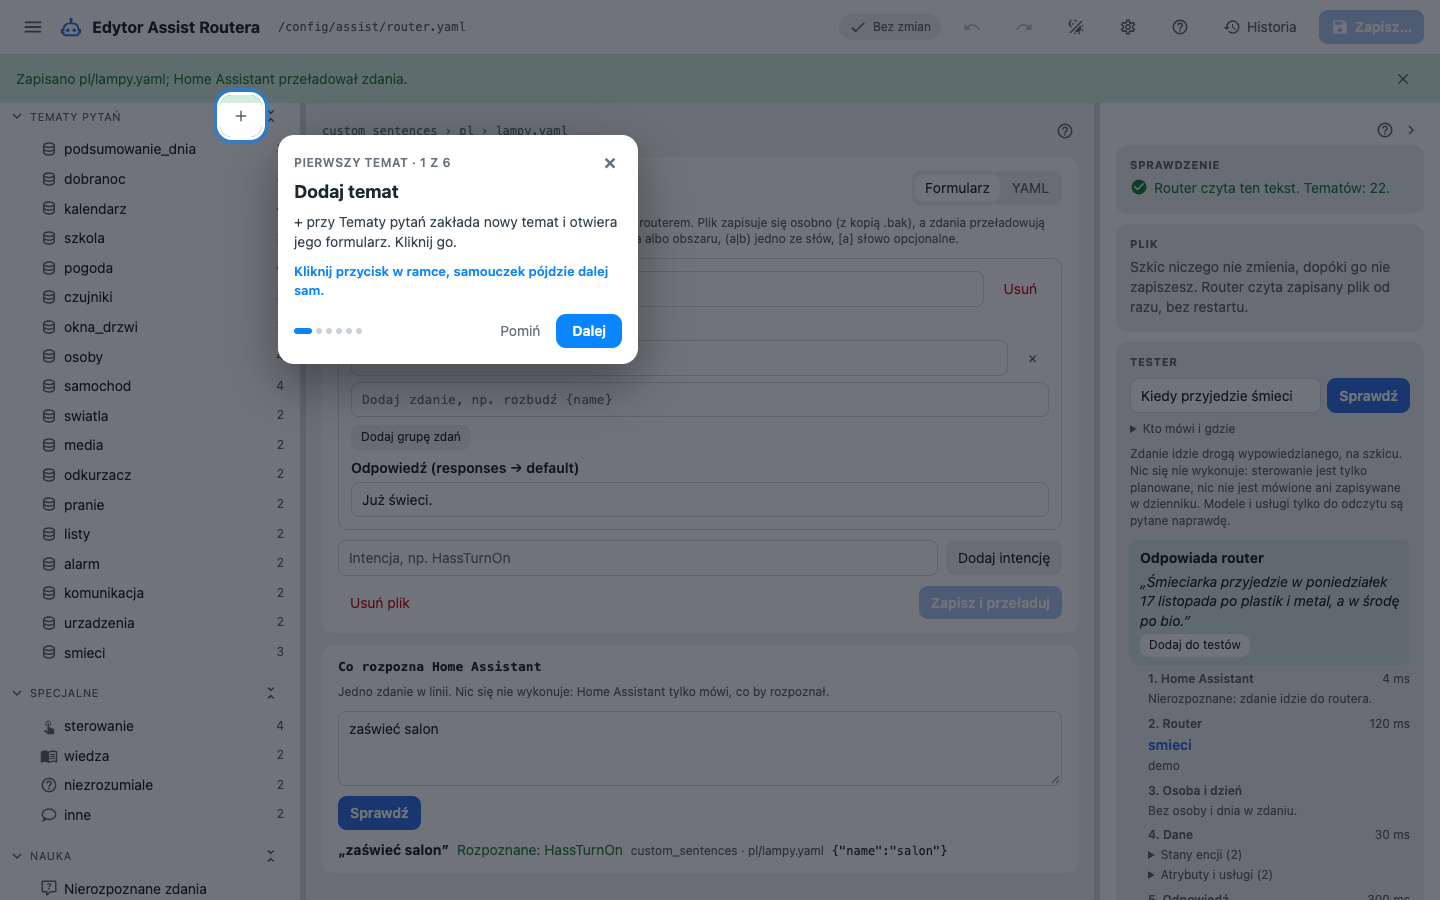 Edytor Assist Routera
/config/assist/router.yaml
Bez zmian
Historia
Zapisz...
Zapisano pl/lampy.yaml; Home Assistant przeładował zdania.
TEMATY PYTAŃ
podsumowanie_dnia
dobranoc
kalendarz
szkola
pogoda
czujniki
okna_drzwi
osoby
samochod 4
swiatla 2
media 2
odkurzacz 2
pranie 2
listy 2
alarm 2
komunikacja 2
urzadzenia 2
smieci 3
SPECJALNE
sterowanie 4
wiedza 2
niezrozumiale 2
inne 2
NAUKA
Nierozpoznane zdania
custom_sentences › pl › lampy.yaml
PIERWSZY TEMAT · 1 Z 6
Dodaj temat
+ przy Tematy pytań zakłada nowy temat i otwiera
jego formularz. Kliknij go.
Kliknij przycisk w ramce, samouczek pójdzie dalej
sam.
Pomiń
Dalej
Formularz
YAML
routerem. Plik zapisuje się osobno (z kopią .bak), a zdania przeładowują
a albo obszaru, (a|b) jedno ze słów, [a] słowo opcjonalne.
Usuń
Dodaj zdanie, np. rozbudź {name}
Dodaj grupę zdań
Odpowiedź (responses → default)
Już świeci.
Intencja, np. HassTurnOn
Dodaj intencję
Usuń plik
Zapisz i przeładuj
Co rozpozna Home Assistant
Jedno zdanie w linii. Nic się nie wykonuje: Home Assistant tylko mówi, co by rozpoznał.
zaświeć salon
Sprawdź
„zaświeć salon” Rozpoznane: HassTurnOn custom_sentences · pl/lampy.yaml {"name":"salon"}
SPRAWDZENIE
Router czyta ten tekst. Tematów: 22.
PLIK
Szkic niczego nie zmienia, dopóki go nie
zapiszesz. Router czyta zapisany plik od
razu, bez restartu.
TESTER
Kiedy przyjedzie śmieci
Sprawdź
Kto mówi i gdzie
Zdanie idzie drogą wypowiedzianego, na szkicu.
Nic się nie wykonuje: sterowanie jest tylko
planowane, nic nie jest mówione ani zapisywane
w dzienniku. Modele i usługi tylko do odczytu są
pytane naprawdę.
Odpowiada router
„Śmieciarka przyjedzie w poniedziałek
17 listopada po plastik i metal, a w środę
po bio.”
Dodaj do testów
1. Home Assistant 4 ms
Nierozpoznane: zdanie idzie do routera.
2. Router 120 ms
smieci
demo
3. Osoba i dzień
Bez osoby i dnia w zdaniu.
4. Dane 30 ms
Stany encji (2)
Atrybuty i usługi (2)
5. Odpowiedź 300 ms